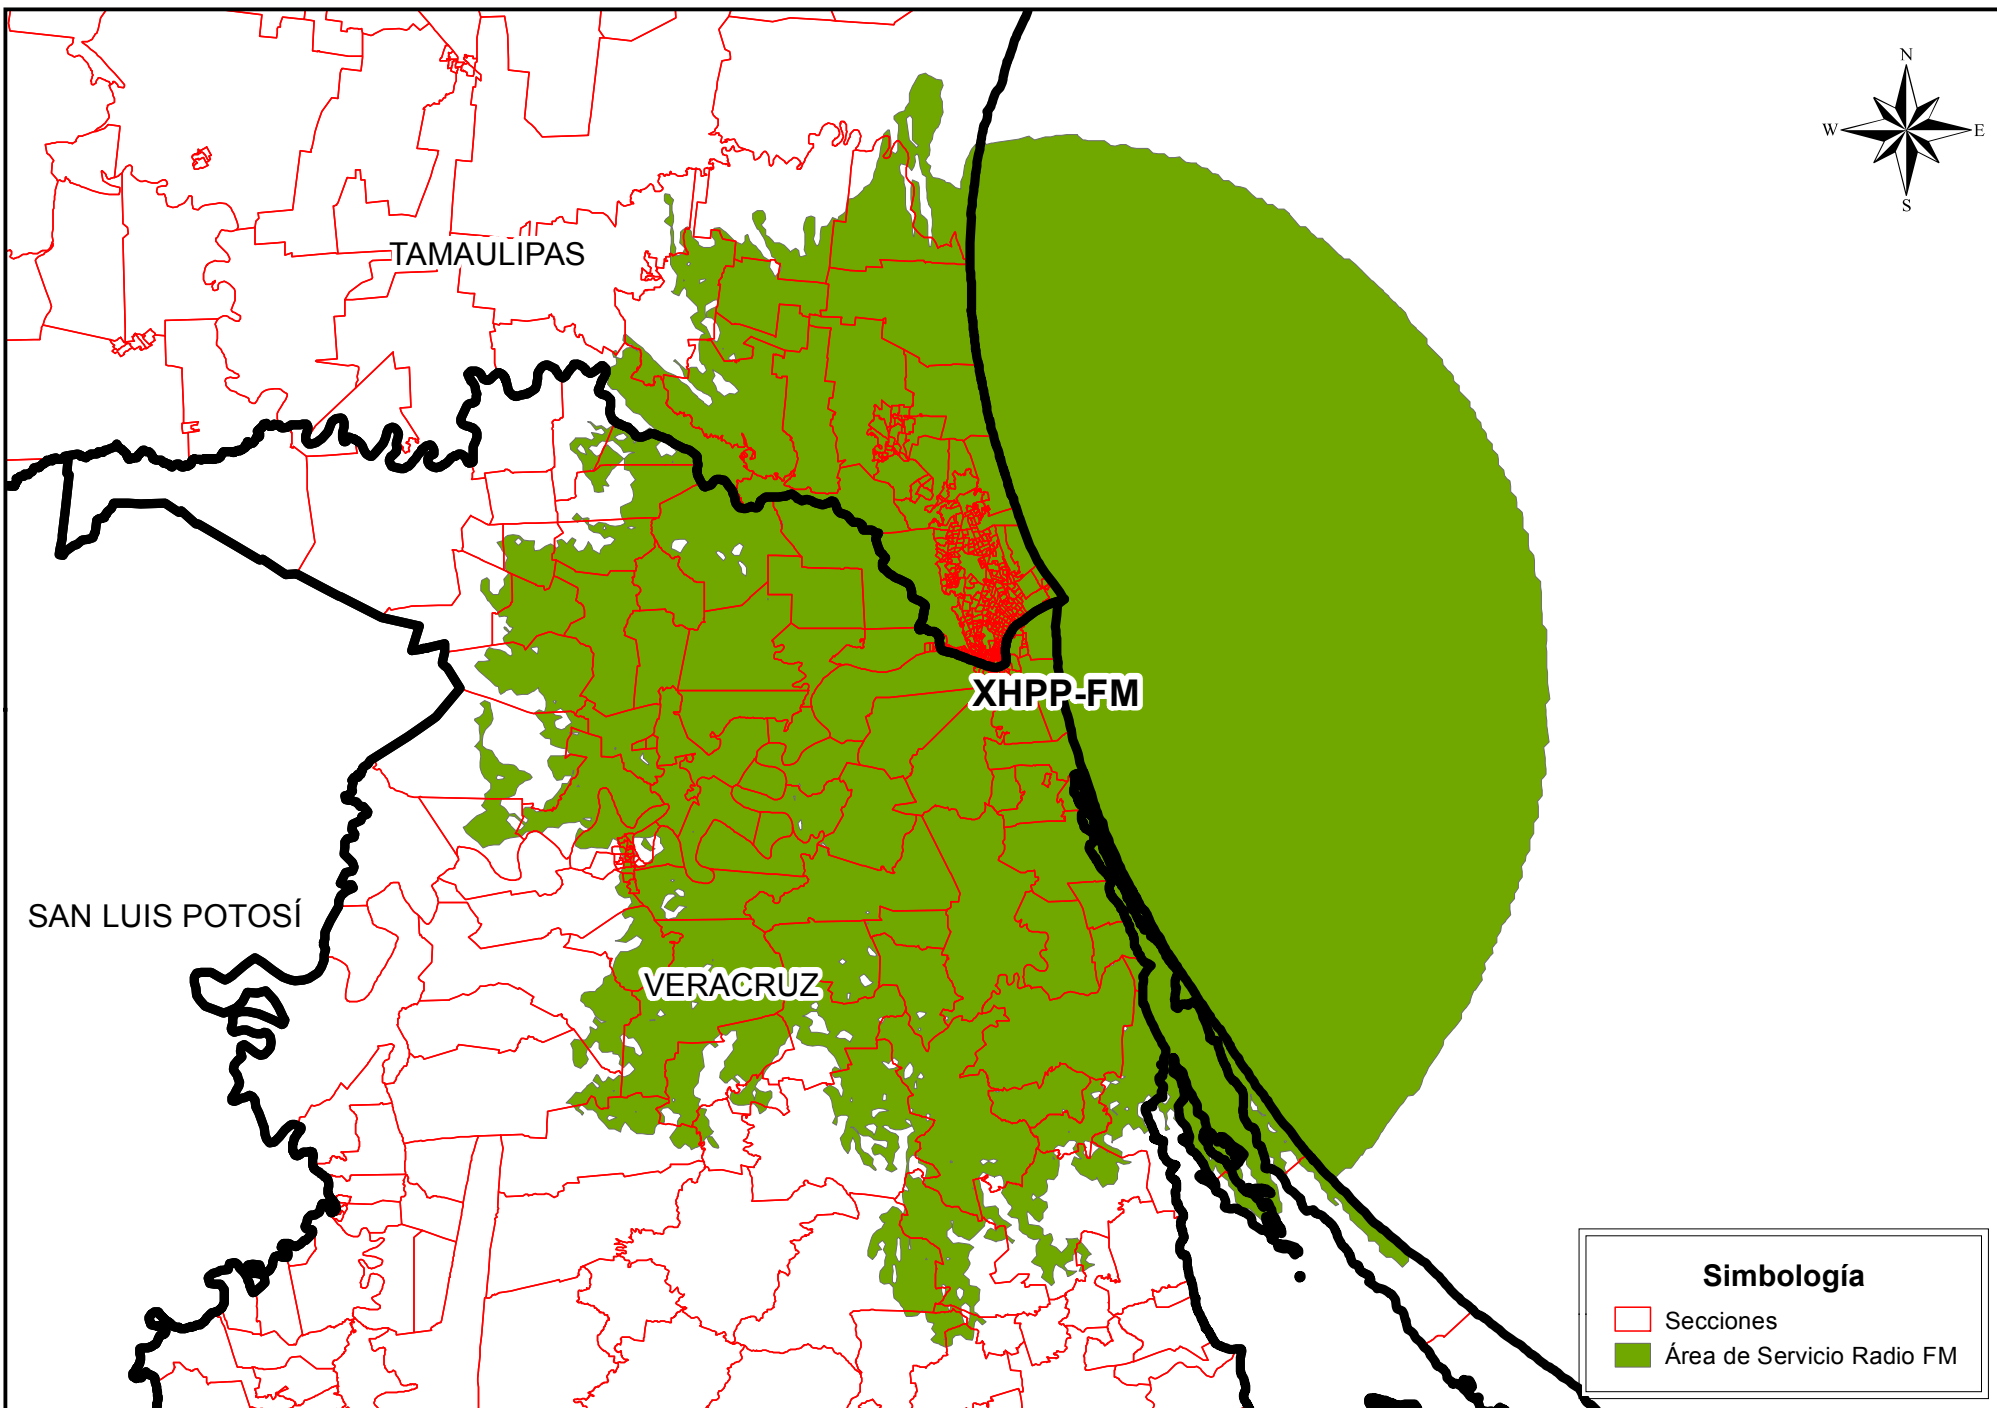 N
W E
S
TAMAULIPAS
XHPP-FM
SAN LUIS POTOSÍ
VERACRUZ
Simbología
Secciones
Área de Servicio Radio FM